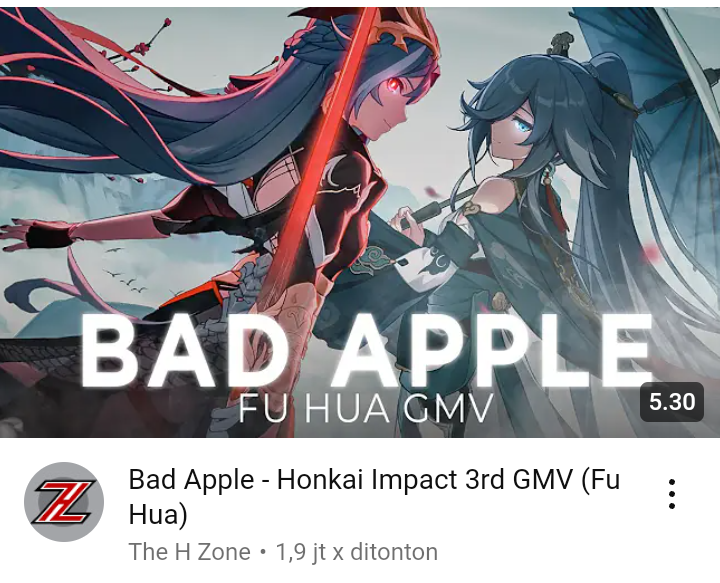 BAD APPLE
FU HUA GMV
5.30
Bad Apple - Honkai Impact 3rd GMV (Fu
Hua)
The H Zone • 1,9 jt x ditonton